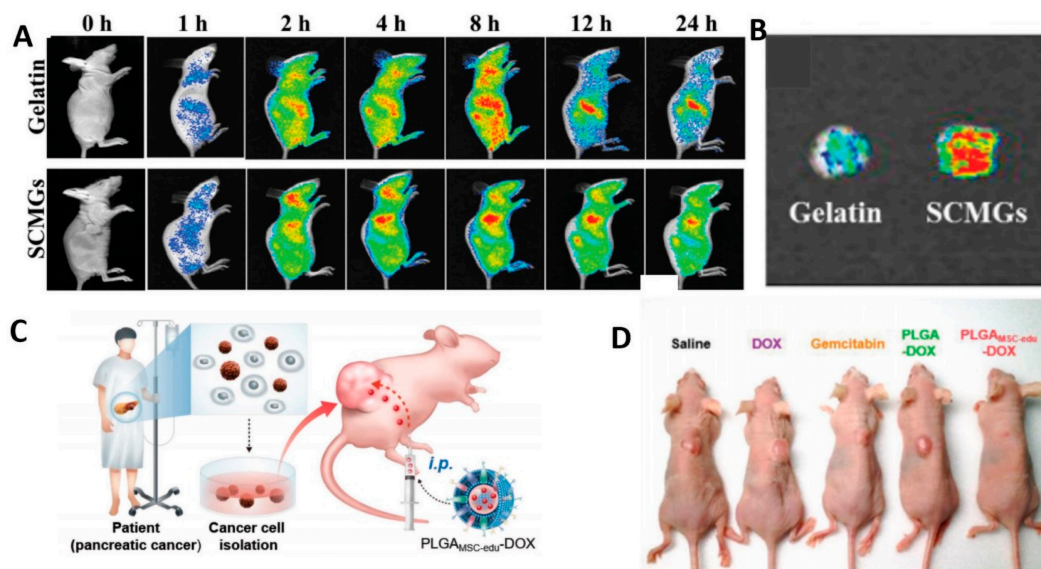 A
0 h 1 h 2 h 4 h 8 h 12 h 24 h
Gelatin
SCMGs
B
Gelatin SCMGs
C
Patient
(pancreatic cancer)
Cancer cell
isolation
i.p.
PLGAMSC-edu-DOX
D
Saline
DOX
Gemcitabin
PLGA
-DOX
PLGAMSC-edu
-DOX